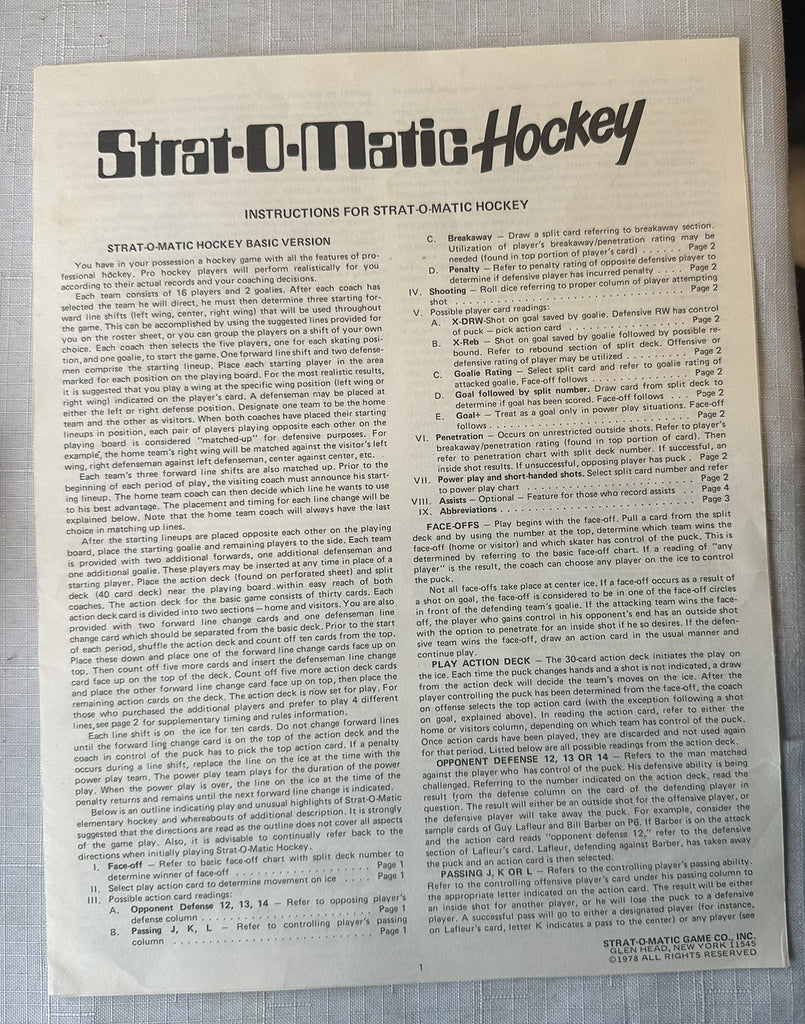 Strat-O-Matic Hockey
INSTRUCTIONS FOR STRAT-O-MATIC HOCKEY
STRAT-O-MATIC HOCKEY BASIC VERSION
You have in your possession a hockey game with all the features of pro-
fessional hockey. Pro hockey players will perform realistically for you
according to their actual records and your coaching decisions.
Each team consists of 16 players and 2 goalies. After each coach has
selected the team he will direct, he must then determine three starting for-
ward line shifts (left wing, center, right wing) that will be used throughout
the game. This can be accomplished by using the suggested lines provided for
you on the roster sheet, or you can group the players on a shift of your own
choice. Each coach then selects the five players, one for each skating posi-
tion, and one goalie, to start the game. One forward line shift and two defense-
men comprise the starting lineup. Place each starting player in the area
marked for each position on the playing board. For the most realistic results,
it is suggested that you play a wing at the specific wing position (left wing or
right wing) indicated on the player's card. A defenseman may be placed at
either the left or right defense position. Designate one team to be the home
team and the other as visitors. When both coaches have placed their starting
lineups in position, each pair of players playing opposite each other on the
playing board is considered "matched-up" for defensive purposes. For
example, the home team's right wing will be matched against the visitor's left
wing, right defenseman against left defenseman, center against center, etc.
Each team's three forward line shifts are also matched up. Prior to the
beginning of each period of play, the visiting coach must announce his start-
ing lineup. The home team coach can then decide which line he wants to use
to his best advantage. The placement and timing for each line change will be
explained below. Note that the home team coach will always have the last
choice in matching up lines.
After the starting lineups are placed opposite each other on the playing
board, place the starting goalie and remaining players to the side. Each team
is provided with two additional forwards, one additional defenseman and
one additional goalie. These players may be inserted at any time in place of a
starting player. Place the action deck (found on perforated sheet) and split
deck (40 card deck) near the playing board within easy reach of both
coaches. The action deck for the basic game consists of thirty cards. Each
action deck card is divided into two sections — home and visitors. You are also
provided with two forward line change cards and one defenseman line
change card which should be separated from the basic deck. Prior to the start
of each period, shuffle the action deck and count off ten cards from the top.
Place these down and place one of the forward line change cards face up on
top. Then count off five more cards and insert the defenseman line change
card face up on the top of the deck. Count off five more action deck cards
and place the other forward line change card face up on top, then place the
remaining action cards on the deck. The action deck is now set for play. For
those who purchased the additional players and prefer to play 4 different
lines, see page 2 for supplementary timing and rules information.
Each line shift is on the ice for ten cards. Do not change forward lines
until the forward line change card is on the top of the action deck and the
coach in control of the puck has to pick the top action card. If a penalty
occurs during a line shift, replace the line on the ice at the time with the
power play team. The power play team plays for the duration of the power
play. When the power play is over, the line on the ice at the time of the
penalty returns and remains until the next forward line change is indicated.
Below is an outline indicating play and unusual highlights of Strat-O-Matic
elementary hockey and whereabouts of additional description. It is strongly
suggested that the directions are read as the outline does not cover all aspects
of the game play. Also, it is advisable to continually refer back to the
directions when initially playing Strat-O-Matic Hockey.
I. Face-off — Refer to basic face-off chart with split deck number to
determine winner of face-off . . . . . . . . . . . . . . . . Page 1
II. Select play action card to determine movement on ice . . . . Page 1
III. Possible action card readings:
A. Opponent Defense 12, 13, 14 — Refer to opposing player's
defense column . . . . . . . . . . . . . . . . . . . . Page 1
B. Passing J, K, L — Refer to controlling player's passing
column . . . . . . . . . . . . . . . . . . . . . . . . Page 1
C. Breakaway — Draw a split card referring to breakaway section.
Utilization of player's breakaway/penetration rating may be
needed (found in top portion of player's card) . . . . . . Page 2
D. Penalty — Refer to penalty rating of opposite defensive player to
determine if defensive player has incurred penalty . . . . Page 2
IV. Shooting — Roll dice referring to proper column of player attempting
shot . . . . . . . . . . . . . . . . . . . . . . . . . . . Page 2
V. Possible player card readings:
A. X-DRW-Shot on goal saved by goalie. Defensive RW has control
of puck — pick action card . . . . . . . . . . . . . . Page 2
B. X-Reb — Shot on goal saved by goalie followed by possible re-
bound. Refer to rebound section of split deck. Offensive or
defensive rating of player may be utilized . . . . . . . . Page 2
C. Goalie Rating — Select split card and refer to goalie rating of
attacked goalie. Face-off follows . . . . . . . . . . . . Page 2
D. Goal followed by split number. Draw card from split deck to
determine if goal has been scored. Face-off follows . . . Page 2
E. Goal+ — Treat as a goal only in power play situations. Face-off
follows . . . . . . . . . . . . . . . . . . . . . . . . Page 2
VI. Penetration — Occurs on unrestricted outside shots. Refer to player's
breakaway/penetration rating (found in top portion of card). Then
refer to penetration chart with split deck number. If successful, an
inside shot results. If unsuccessful, opposing player has puck . Page 2
VII. Power play and short-handed shots. Select split card number and refer
to power play chart . . . . . . . . . . . . . . . . . . . Page 2
VIII. Assists — Optional — Feature for those who record assists . . Page 4
IX. Abbreviations . . . . . . . . . . . . . . . . . . . . . . Page 3
FACE-OFFS — Play begins with the face-off. Pull a card from the split
deck and by using the number at the top, determine which team wins the
face-off (home or visitor) and which skater has control of the puck. This is
determined by referring to the basic face-off chart. If a reading of "any
player" is the result, the coach can choose any player on the ice to control
the puck.
Not all face-offs take place at center ice. If a face-off occurs as a result of
a shot on goal, the face-off is considered to be in one of the face-off circles
in front of the defending team's goalie. If the attacking team wins the face-
off, the player who gains control in his opponent's end has an outside shot
with the option to penetrate for an inside shot if he so desires. If the defen-
sive team wins the face-off, draw an action card in the usual manner and
continue play.
PLAY ACTION DECK — The 30-card action deck initiates the play on
the ice. Each time the puck changes hands and a shot is not indicated, a draw
from the action deck will decide the team's moves on the ice. After the
player controlling the puck has been determined from the face-off, the coach
on offense selects the top action card (with the exception following a shot
on goal, explained above). In reading the action card, refer to either the
home or visitors column, depending on which team has control of the puck.
Once action cards have been played, they are discarded and not used again
for that period. Listed below are all possible readings from the action deck.
OPPONENT DEFENSE 12, 13 OR 14 — Refers to the man matched
against the player who has control of the puck. His defensive ability is being
challenged. Referring to the number indicated on the action deck, read the
result from the defense column on the card of the defending player in
question. The result will either be an outside shot for the offensive player, or
the defensive player will take away the puck. For example, consider the
sample cards of Guy Lafleur and Bill Barber on P6. If Barber is on the attack
and the action card reads "opponent defense 12," refer to the defensive
section of Lafleur's card. Lafleur, defending against Barber, has taken away
the puck and an action card is then selected.
PASSING J, K OR L — Refers to the controlling player's passing ability.
Refer to the controlling offensive player's card under his passing column to
the appropriate letter indicated on the action card. The result will be either
an inside shot for another player, or he will lose the puck to a defensive
player. A successful pass will go to either a designated player (for instance,
on Lafleur's card, letter K indicates a pass to the center) or any player (see
STRAT-O-MATIC GAME CO., INC.
GLEN HEAD, NEW YORK 11545
©1978 ALL RIGHTS RESERVED
1